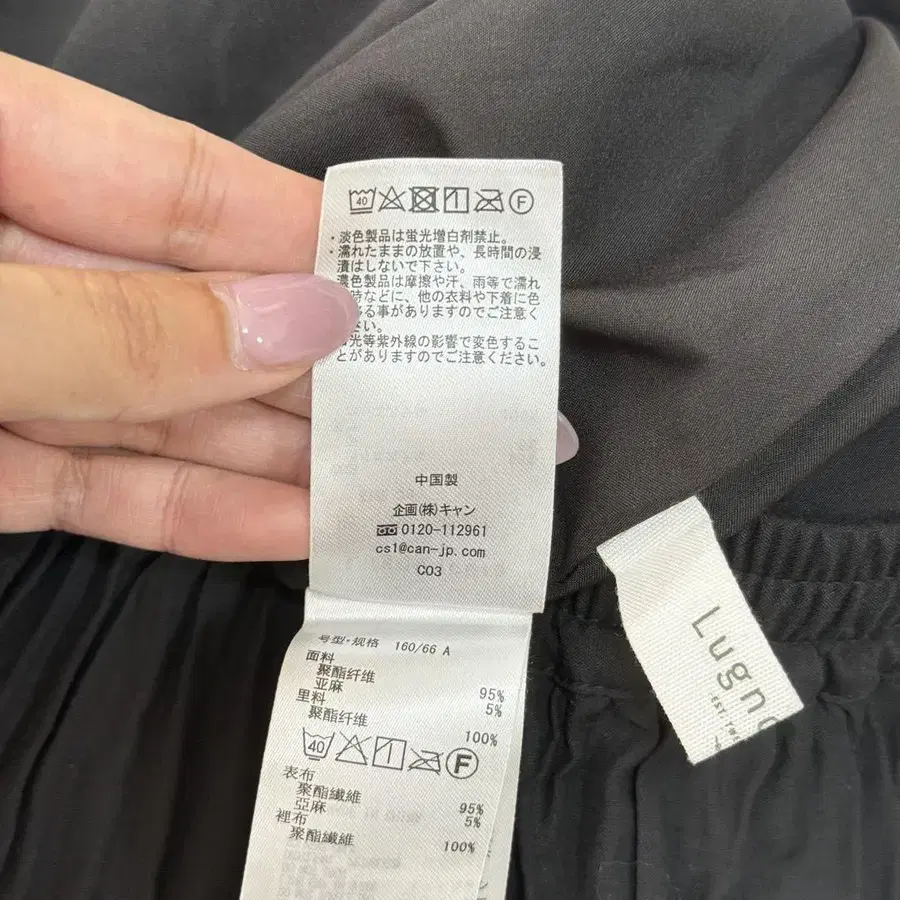 40 F
・淡色製品は蛍光増白剤禁止。
・濡れたままの放置や、長時間の浸
漬はしないで下さい。
濃色製品は摩擦や汗、雨等で濡れ
時などに、他の衣料や下着に色
る事がありますのでご注意く
さい。
光等紫外線の影響で変色するこ
とがありますのでご注意ください。
中国製
企画(株)キャン
0120-112961
cs1@can-jp.com
C03
号型·规格 160/66 A
面料
聚酯纤维 95%
亚麻 5%
里料
聚酯纤维 100%
40 F
表布
聚酯纖維 95%
亞麻 5%
裡布
聚酯纖維 100%
Lugn
EST.